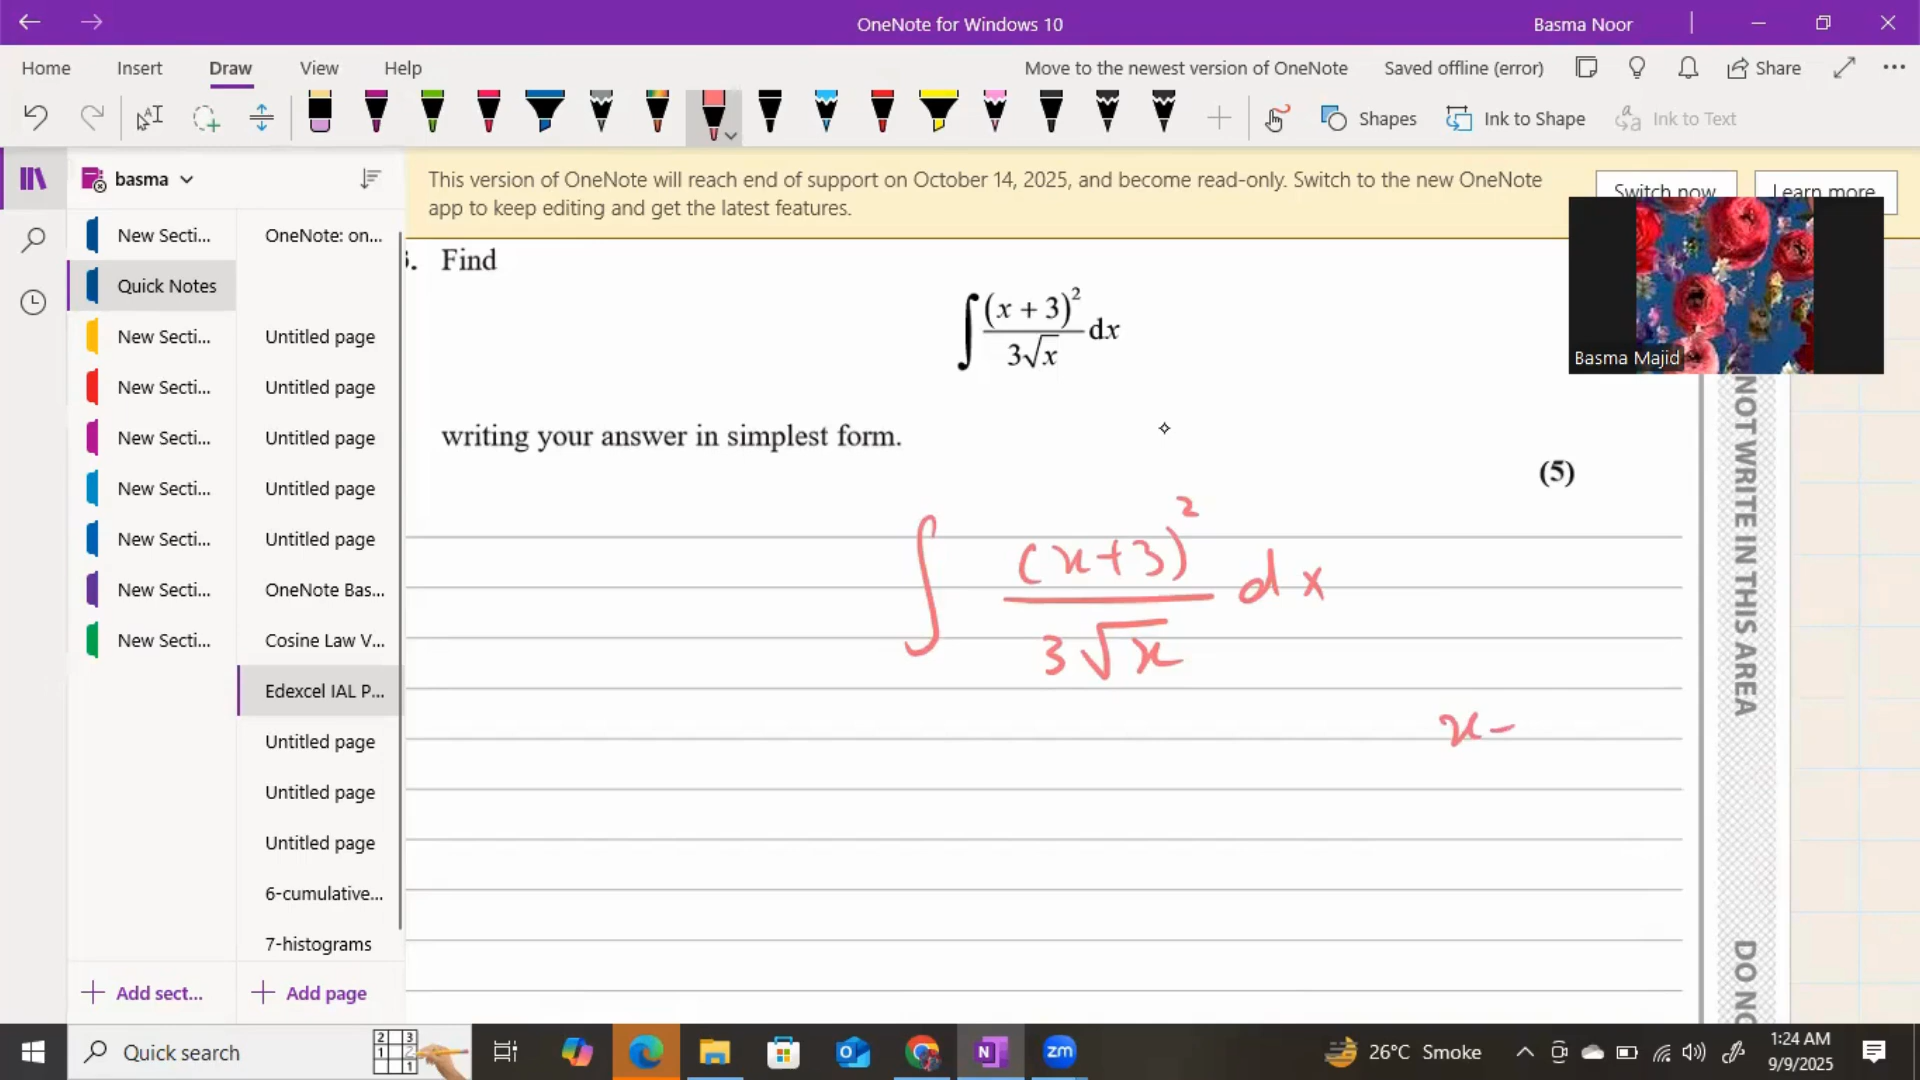 OneNote for Windows 10
Basma Noor
Home Insert Draw View Help
Move to the newest version of OneNote Saved offline (error) Share
Shapes Ink to Shape Ink to Text
basma
This version of OneNote will reach end of support on October 14, 2025, and become read-only. Switch to the new OneNote
app to keep editing and get the latest features.
Switch now Learn more
New Secti...
Quick Notes
New Secti...
New Secti...
New Secti...
New Secti...
New Secti...
New Secti...
New Secti...
Add sect...
OneNote: on...
Untitled page
Untitled page
Untitled page
Untitled page
Untitled page
OneNote Bas...
Cosine Law V...
Edexcel IAL P...
Untitled page
Untitled page
Untitled page
6-cumulative...
7-histograms
Add page
Basma Majid
Find
∫ (x + 3)² / 3√x dx
writing your answer in simplest form.
(5)
∫ (x+3)² / 3√x dx
x -
NOT WRITE IN THIS AREA
DO NO
Quick search
2 3
1 2
1
zm
26°C Smoke
1:24 AM
9/9/2025